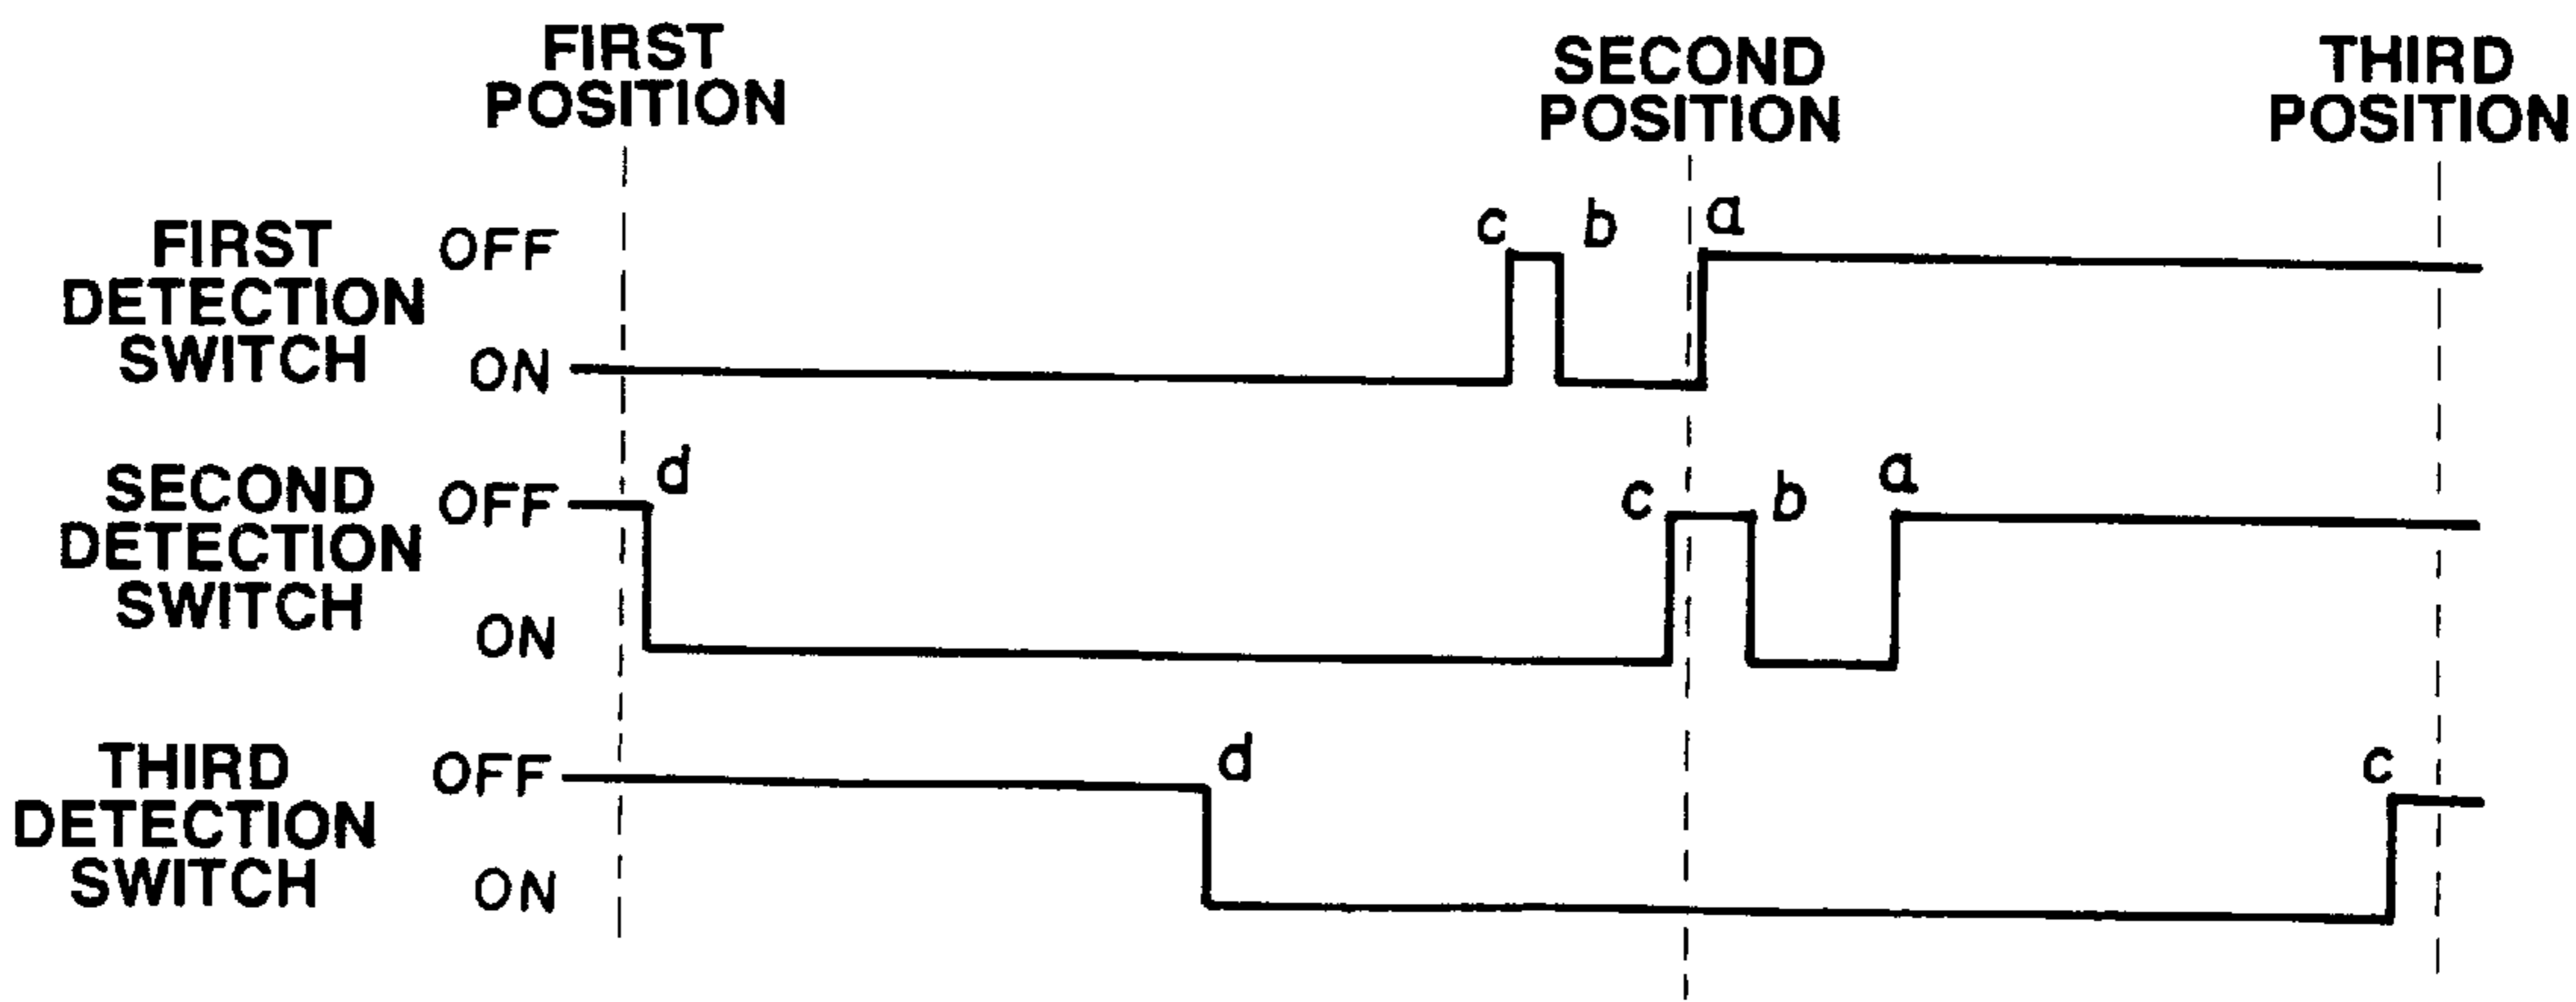 FIRST
POSITION
SECOND
POSITION
THIRD
POSITION
FIRST
DETECTION
SWITCH
OFF
ON
c
b
a
SECOND
DETECTION
SWITCH
OFF
ON
d
c
b
a
THIRD
DETECTION
SWITCH
OFF
ON
d
c